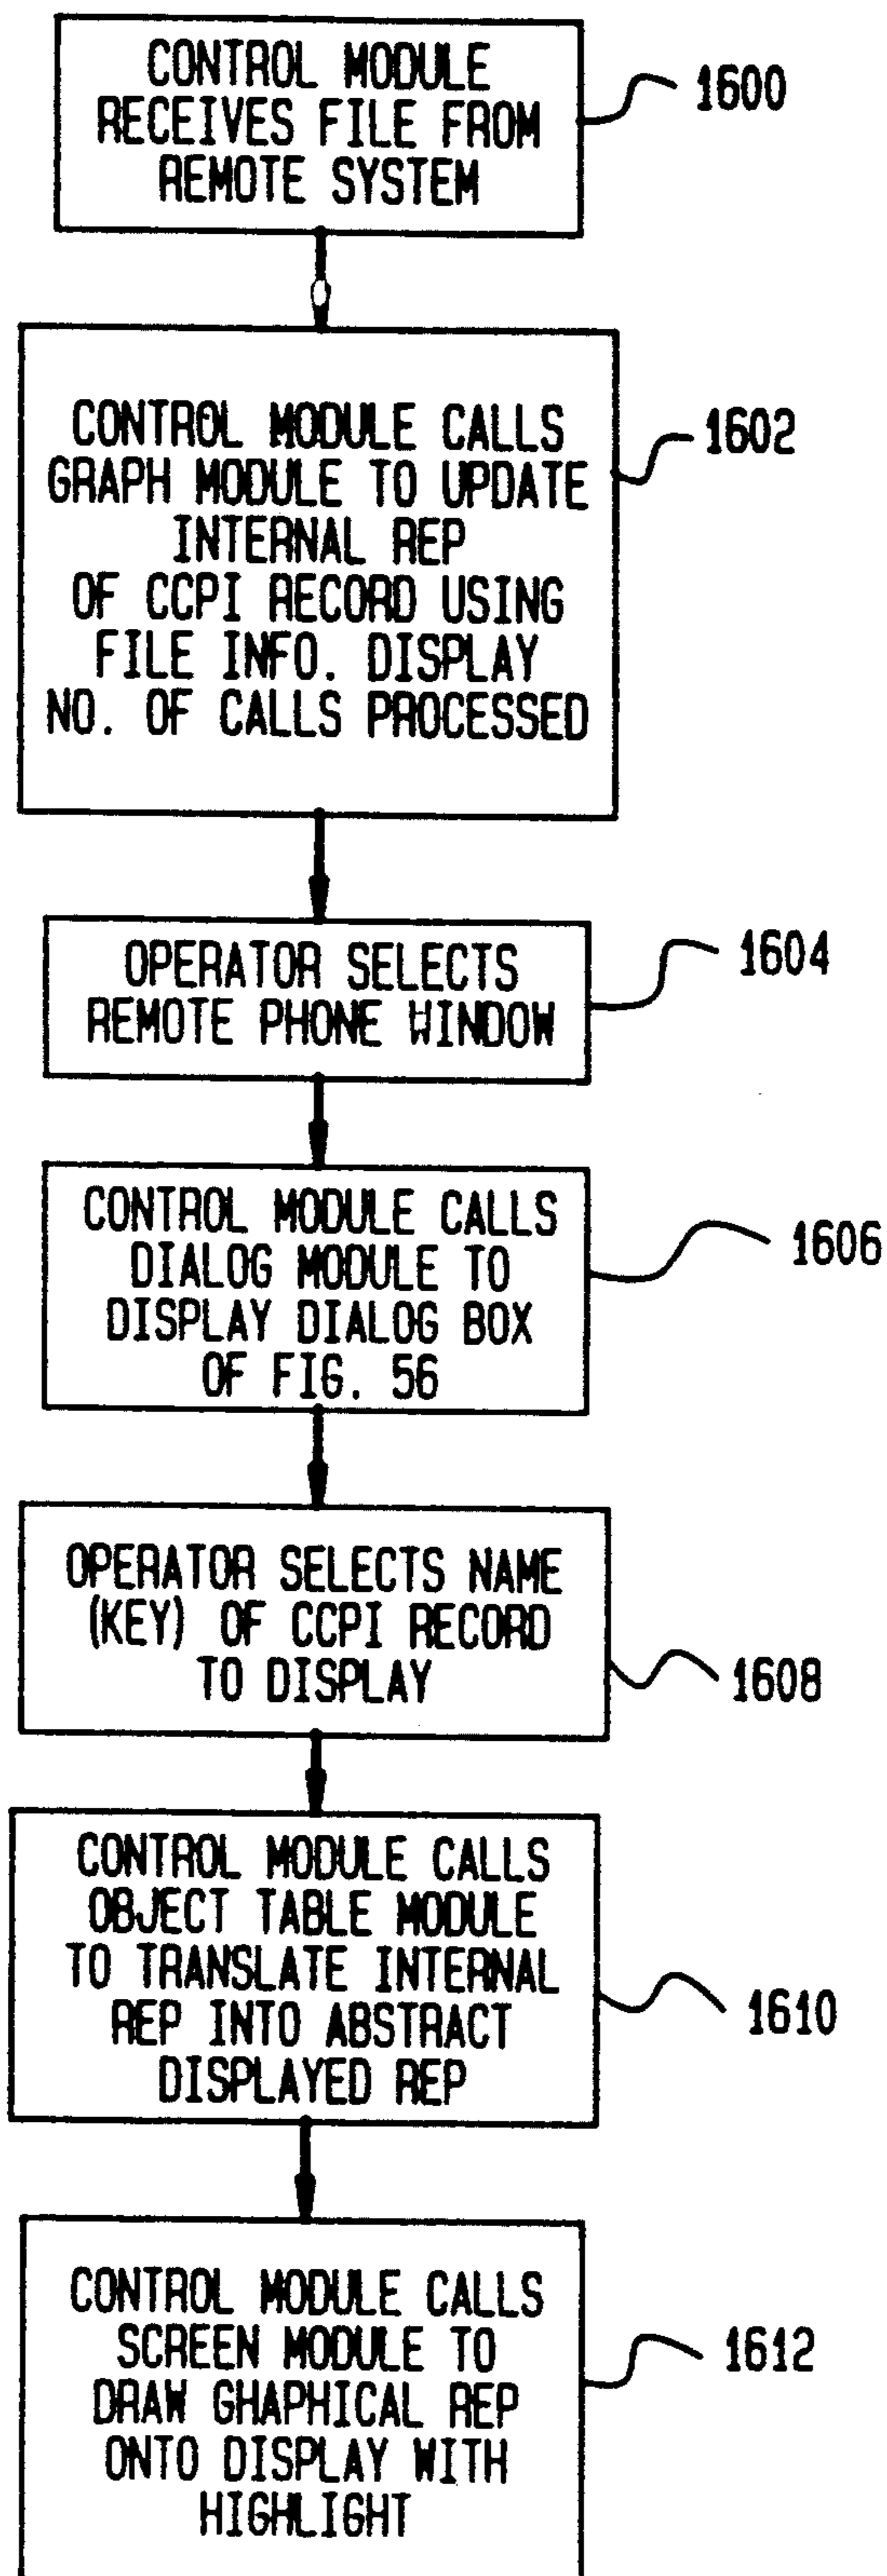 CONTROL MODULE
RECEIVES FILE FROM
REMOTE SYSTEM
1600
CONTROL MODULE CALLS
GRAPH MODULE TO UPDATE
INTERNAL REP
OF CCPI RECORD USING
FILE INFO. DISPLAY
NO. OF CALLS PROCESSED
1602
OPERATOR SELECTS
REMOTE PHONE WINDOW
1604
CONTROL MODULE CALLS
DIALOG MODULE TO
DISPLAY DIALOG BOX
OF FIG. 56
1606
OPERATOR SELECTS NAME
(KEY) OF CCPI RECORD
TO DISPLAY
1608
CONTROL MODULE CALLS
OBJECT TABLE MODULE
TO TRANSLATE INTERNAL
REP INTO ABSTRACT
DISPLAYED REP
1610
CONTROL MODULE CALLS
SCREEN MODULE TO
DRAW GHAPHICAL REP
ONTO DISPLAY WITH
HIGHLIGHT
1612